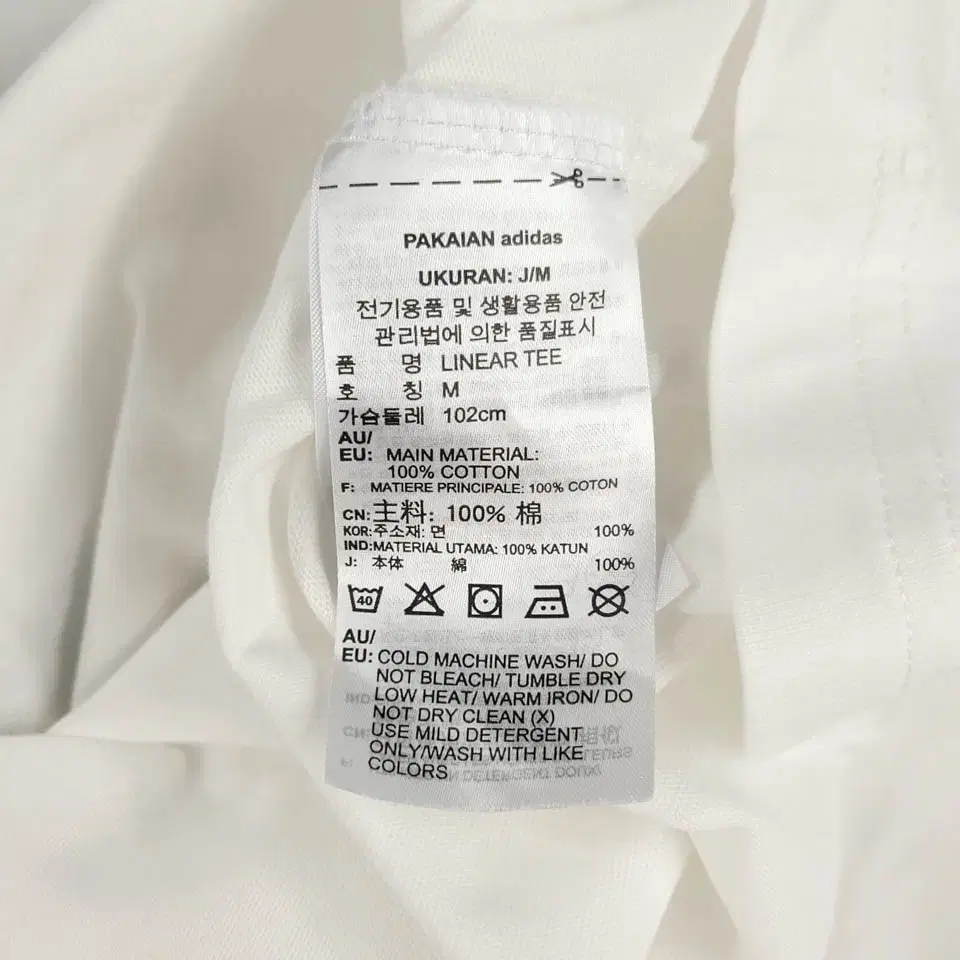 PAKAIAN adidas
UKURAN: J/M
전기용품 및 생활용품 안전
관리법에 의한 품질표시
품 명 LINEAR TEE
호 칭 M
가슴둘레 102cm
AU/
EU: MAIN MATERIAL:
100% COTTON
F: MATIERE PRINCIPALE: 100% COTON
CN:主料: 100% 棉
KOR:주소재: 면 100%
IND:MATERIAL UTAMA: 100% KATUN
J: 本体 綿 100%
40
AU/
EU: COLD MACHINE WASH/ DO
NOT BLEACH/ TUMBLE DRY
LOW HEAT/ WARM IRON/ DO
NOT DRY CLEAN (X)
USE MILD DETERGENT
ONLY/WASH WITH LIKE
COLORS